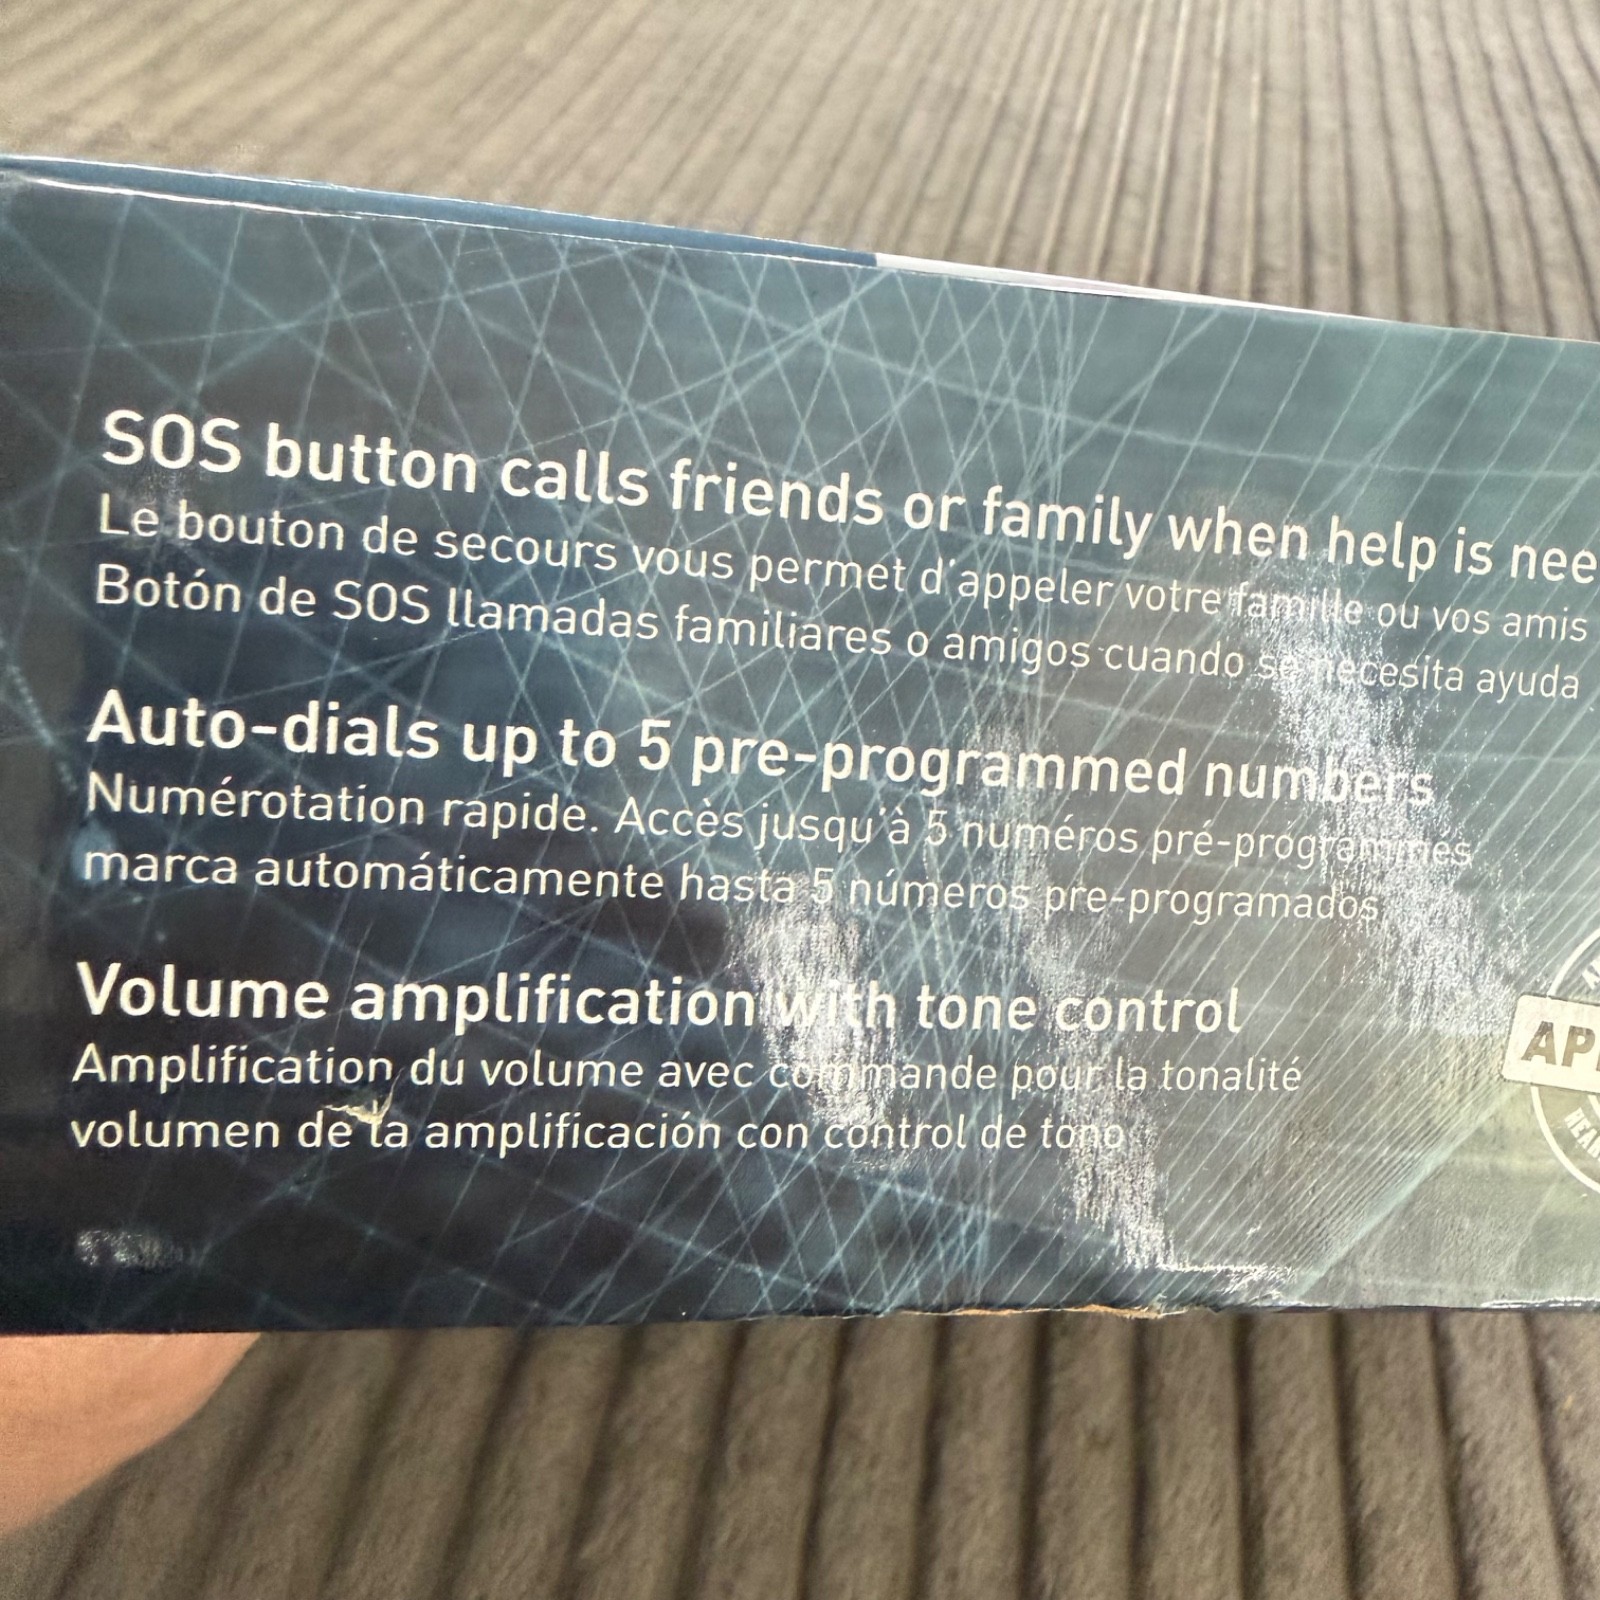 SOS button calls friends or family when help is nee
Le bouton de secours vous permet d'appeler votre famille ou vos amis
Botón de SOS llamadas familiares o amigos cuando se necesita ayuda
Auto-dials up to 5 pre-programmed numbers
Numérotation rapide. Accès jusqu'à 5 numéros pré-programmes
marca automáticamente hasta 5 números pre-programados
Volume amplification with tone control
Amplification du volume avec commande pour la tonalité
volumen de la amplificación con control de tono